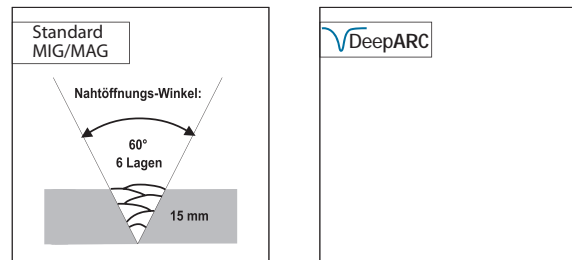 Standard
MIG/MAG
Nahtöffnungs-Winkel:
60°
6 Lagen
15 mm
DeepARC